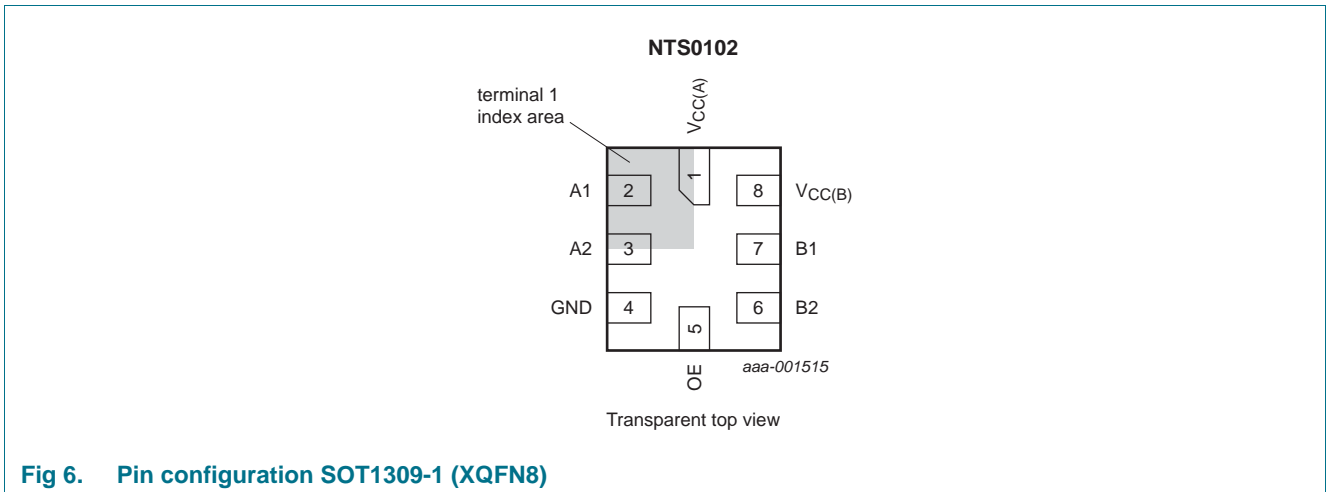 NTS0102
terminal 1
index area
VCC(A)
1
A1 2 8 VCC(B)
A2 3 7 B1
GND 4 6 B2
5
OE
aaa-001515
Transparent top view
Fig 6. Pin configuration SOT1309-1 (XQFN8)